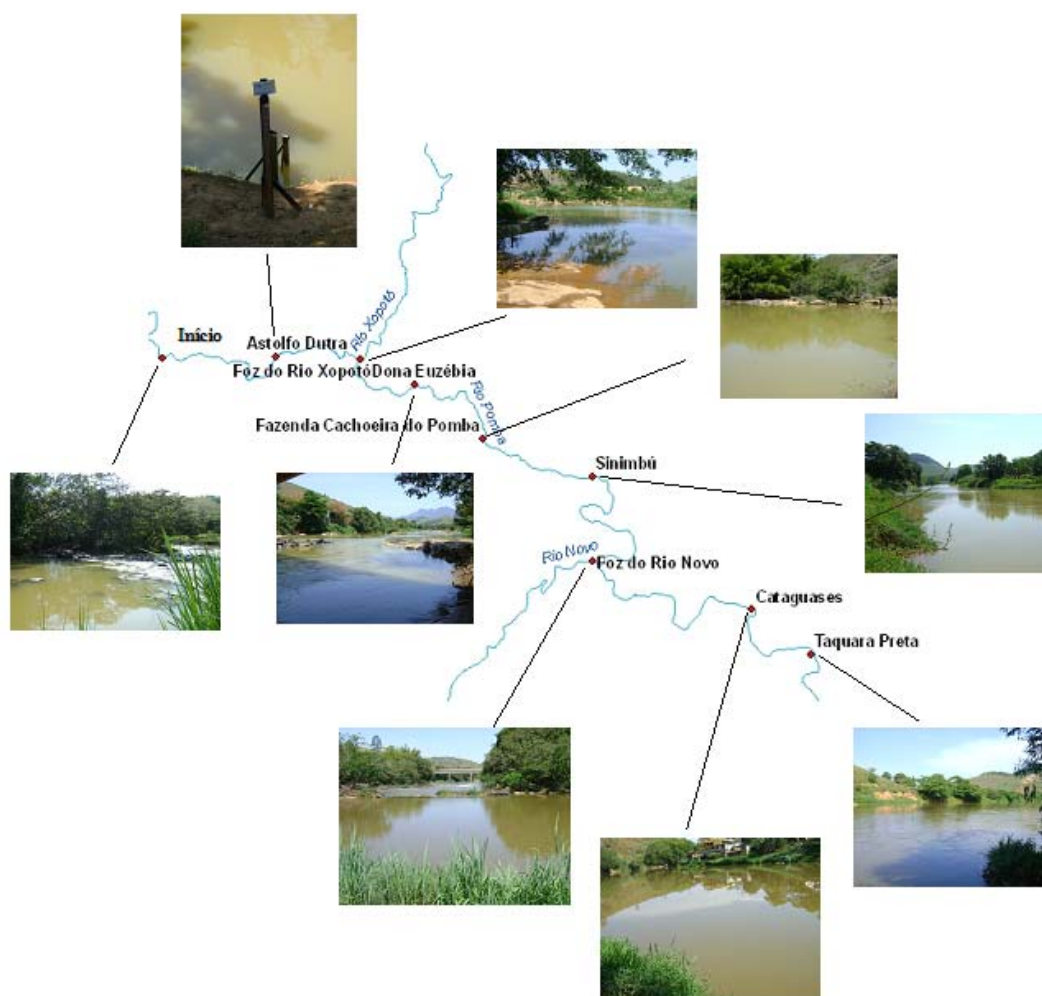 Rio Xopotó
Início
Astolfo Dutra
Foz do Rio Xopotó
Dona Euzébia
Rio Pomba
Fazenda Cachoeira do Pomba
Sinimbú
Rio Novo
Foz do Rio Novo
Cataguases
Taquara Preta